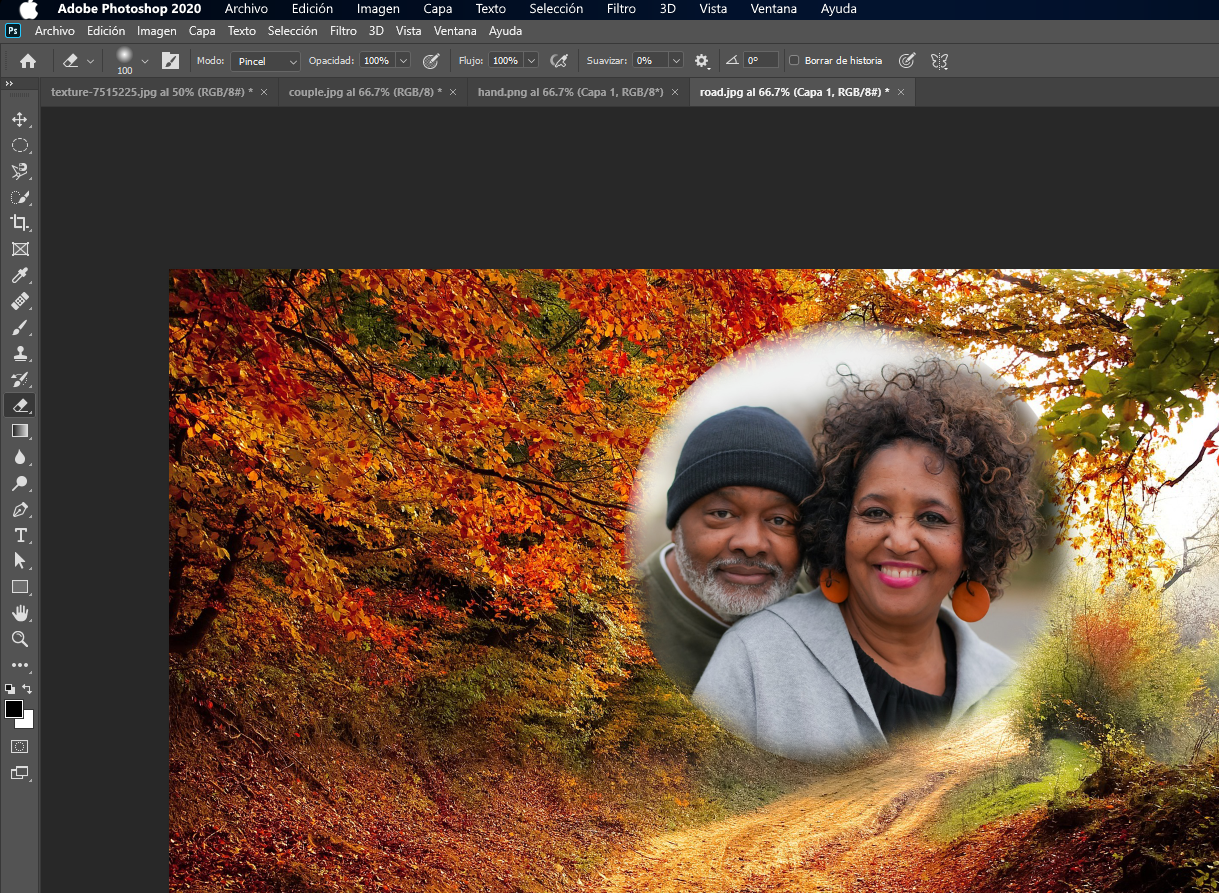 Adobe Photoshop 2020 Archivo Edición Imagen Capa Texto Selección Filtro 3D Vista Ventana Ayuda
Ps Archivo Edición Imagen Capa Texto Selección Filtro 3D Vista Ventana Ayuda
100 Modo: Pincel Opacidad: 100% Flujo: 100% Suavizar: 0% 0° Borrar de historia
texture-7515225.jpg al 50% (RGB/8#) * × couple.jpg al 66.7% (RGB/8) * × hand.png al 66.7% (Capa 1, RGB/8*) × road.jpg al 66.7% (Capa 1, RGB/8#) * ×
T